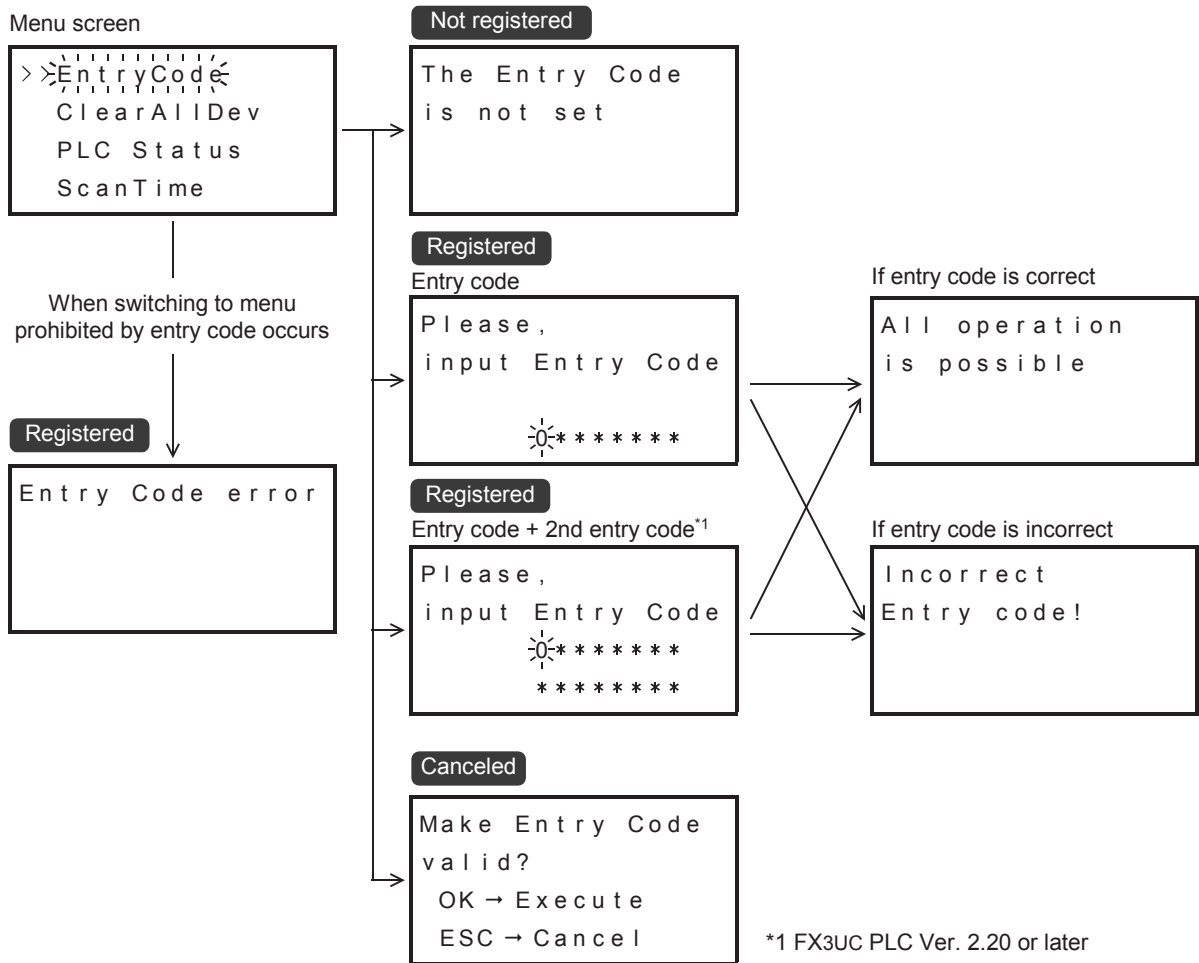 Menu screen
>>EntryCode
ClearAllDev
PLC Status
ScanTime
When switching to menu
prohibited by entry code occurs
Registered
Entry Code error
Not registered
The Entry Code
is not set
Registered
Entry code
Please,
input Entry Code
0*******
Registered
Entry code + 2nd entry code*1
Please,
input Entry Code
0*******
********
Canceled
Make Entry Code
valid?
OK → Execute
ESC → Cancel
If entry code is correct
All operation
is possible
If entry code is incorrect
Incorrect
Entry code!
*1 FX3UC PLC Ver. 2.20 or later